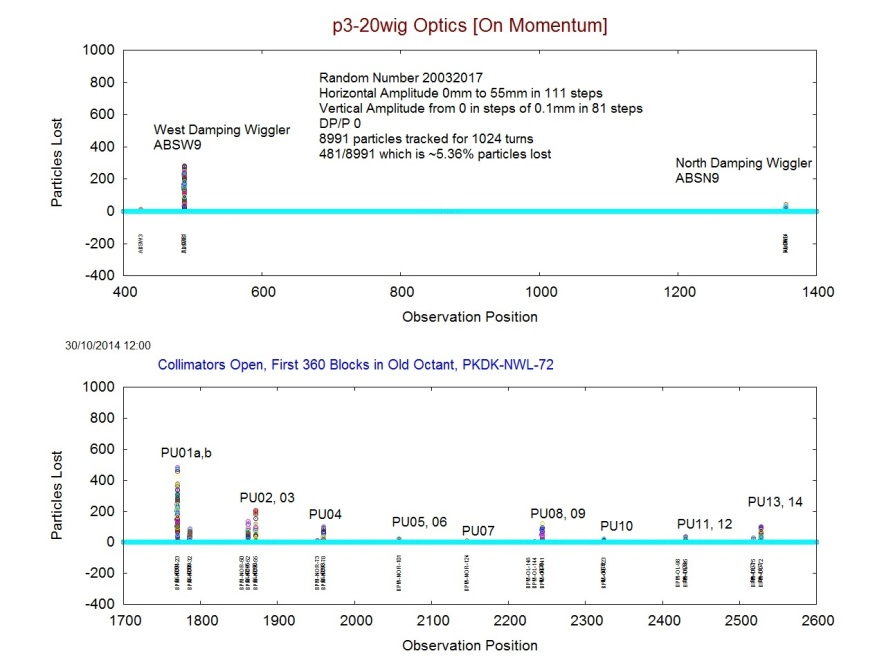 p3-20wig Optics [On Momentum]
1000
800
600
400
200
0
-200
-400
Particles Lost
Random Number 20032017
Horizontal Amplitude 0mm to 55mm in 111 steps
Vertical Amplitude from 0 in steps of 0.1mm in 81 steps
DP/P 0
8991 particles tracked for 1024 turns
481/8991 which is ~5.36% particles lost
West Damping Wiggler
ABSW9
North Damping Wiggler
ABSN9
400 600 800 1000 1200 1400
Observation Position
30/10/2014 12:00
Collimators Open, First 360 Blocks in Old Octant, PKDK-NWL-72
1000
800
600
400
200
0
-200
-400
Particles Lost
PU01a,b
PU02, 03
PU04
PU05, 06
PU07
PU08, 09
PU10
PU11, 12
PU13, 14
1700 1800 1900 2000 2100 2200 2300 2400 2500 2600
Observation Position